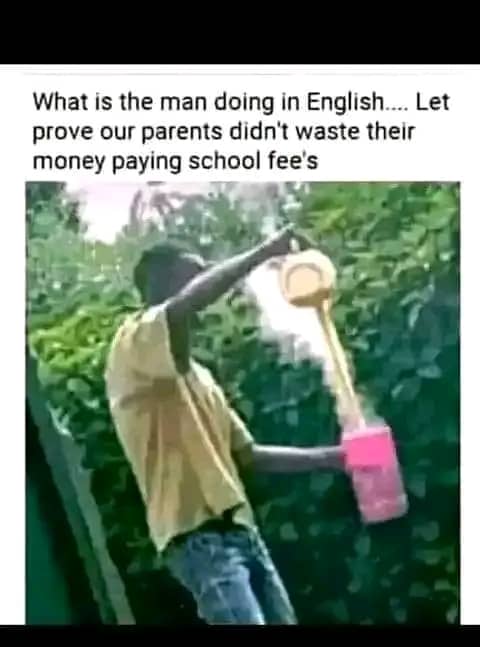 What is the man doing in English.... Let
prove our parents didn't waste their
money paying school fee's